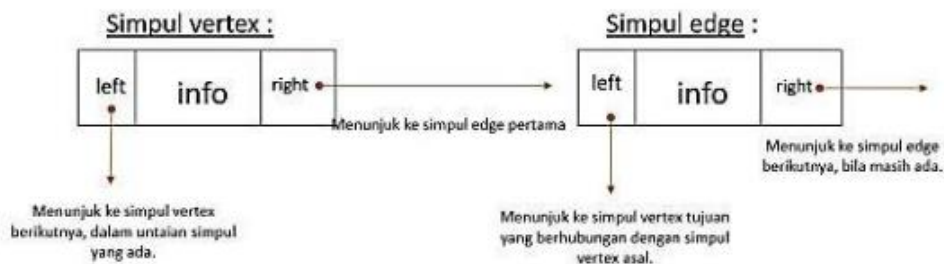 Simpul vertex :
left info right
Menunjuk ke simpul edge pertama
Menunjuk ke simpul vertex
berikutnya, dalam untaian simpul
yang ada.
Simpul edge :
left info right
Menunjuk ke simpul edge
berikutnya, bila masih ada.
Menunjuk ke simpul vertex tujuan
yang berhubungan dengan simpul
vertex asal.